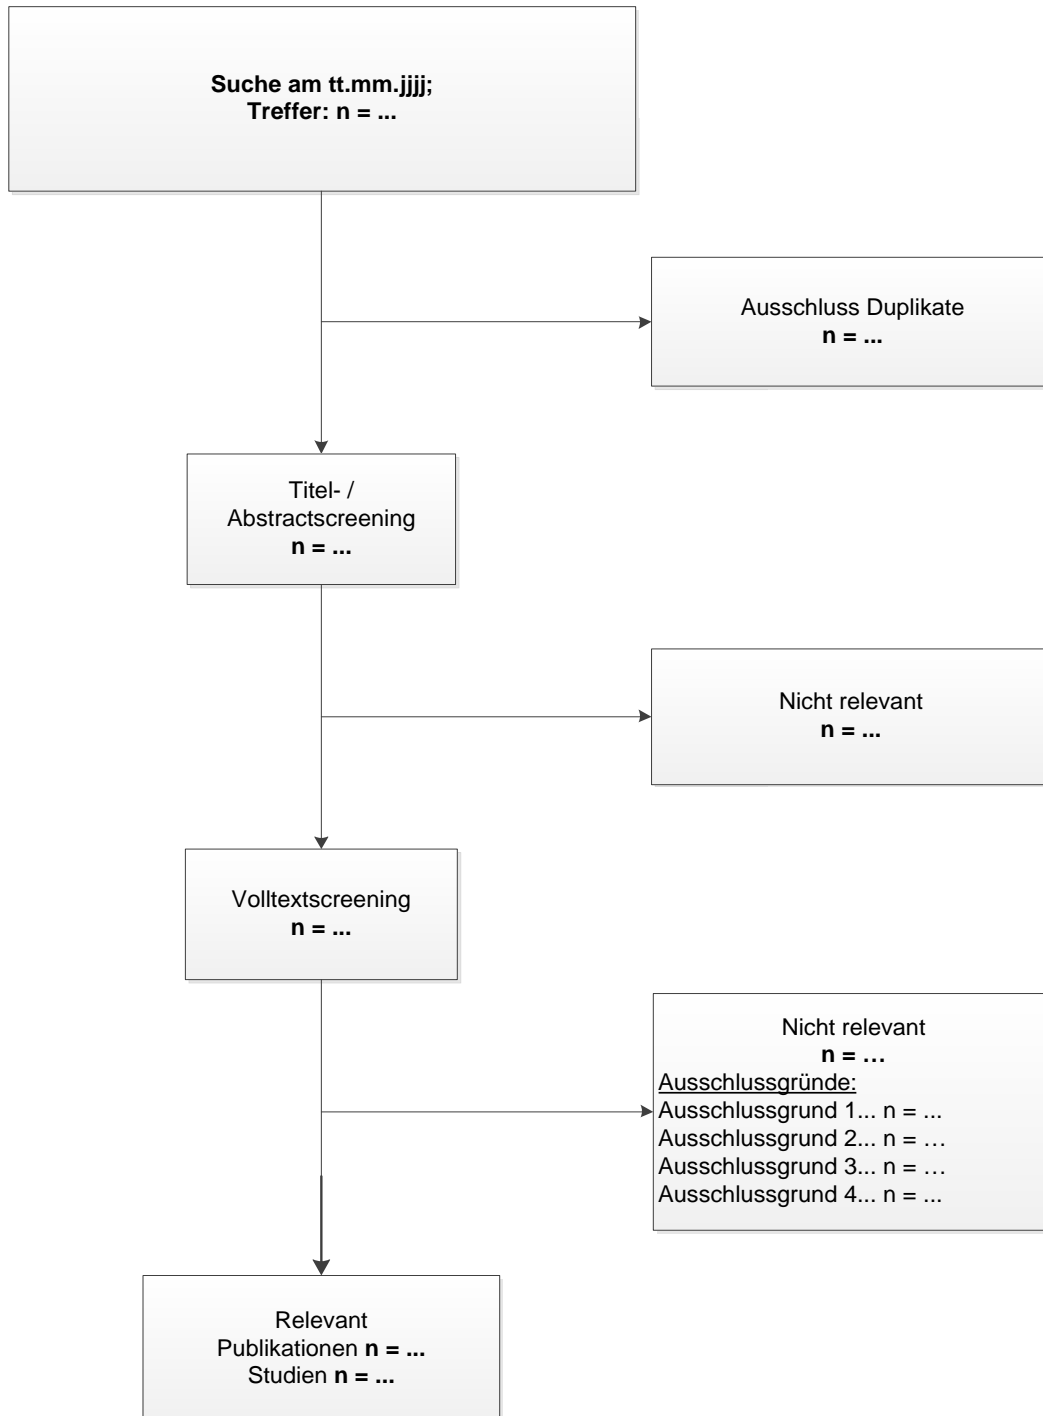 Suche am tt.mm.jjjj;
Treffer: n = ...
Ausschluss Duplikate
n = ...
Titel- /
Abstractscreening
n = ...
Nicht relevant
n = ...
Volltextscreening
n = ...
Nicht relevant
n = …
Ausschlussgründe:
Ausschlussgrund 1... n = ...
Ausschlussgrund 2... n = …
Ausschlussgrund 3... n = …
Ausschlussgrund 4... n = ...
Relevant
Publikationen n = ...
Studien n = ...